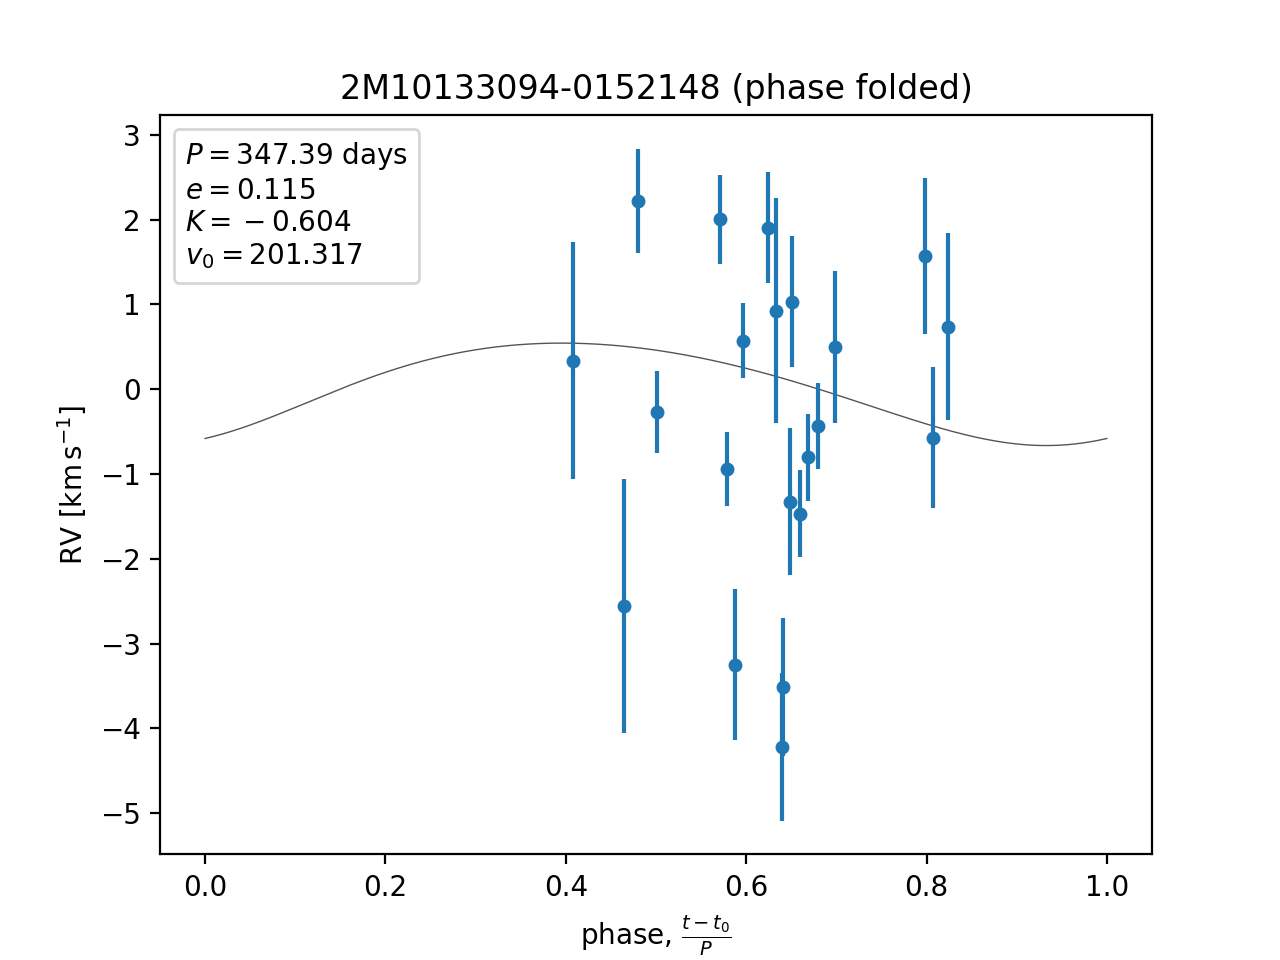 2M10133094-0152148 (phase folded)
P = 347.39 days
e = 0.115
K = −0.604
v₀ = 201.317
3
2
1
0
−1
−2
−3
−4
−5
RV [km s⁻¹]
0.0 0.2 0.4 0.6 0.8 1.0
phase, (t − t₀)/P